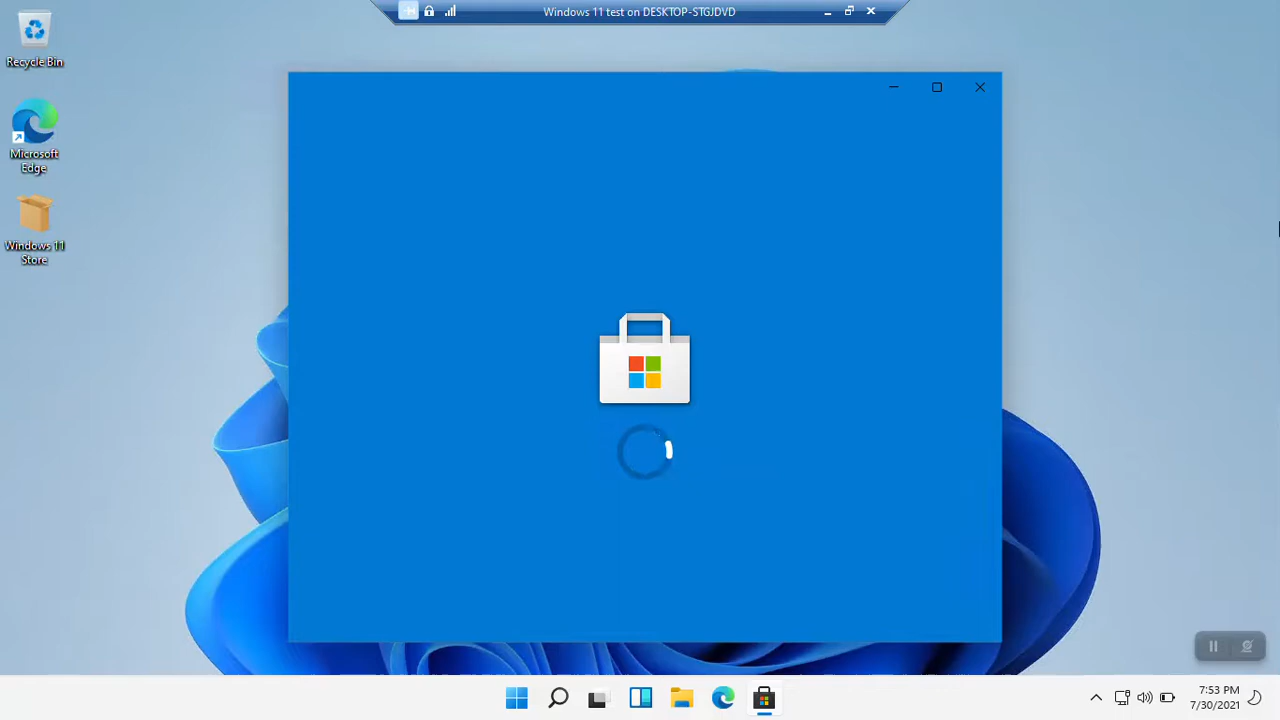 Windows 11 test on DESKTOP-STGJDVD
Recycle Bin
Microsoft
Edge
Windows 11
Store
7:53 PM
7/30/2021